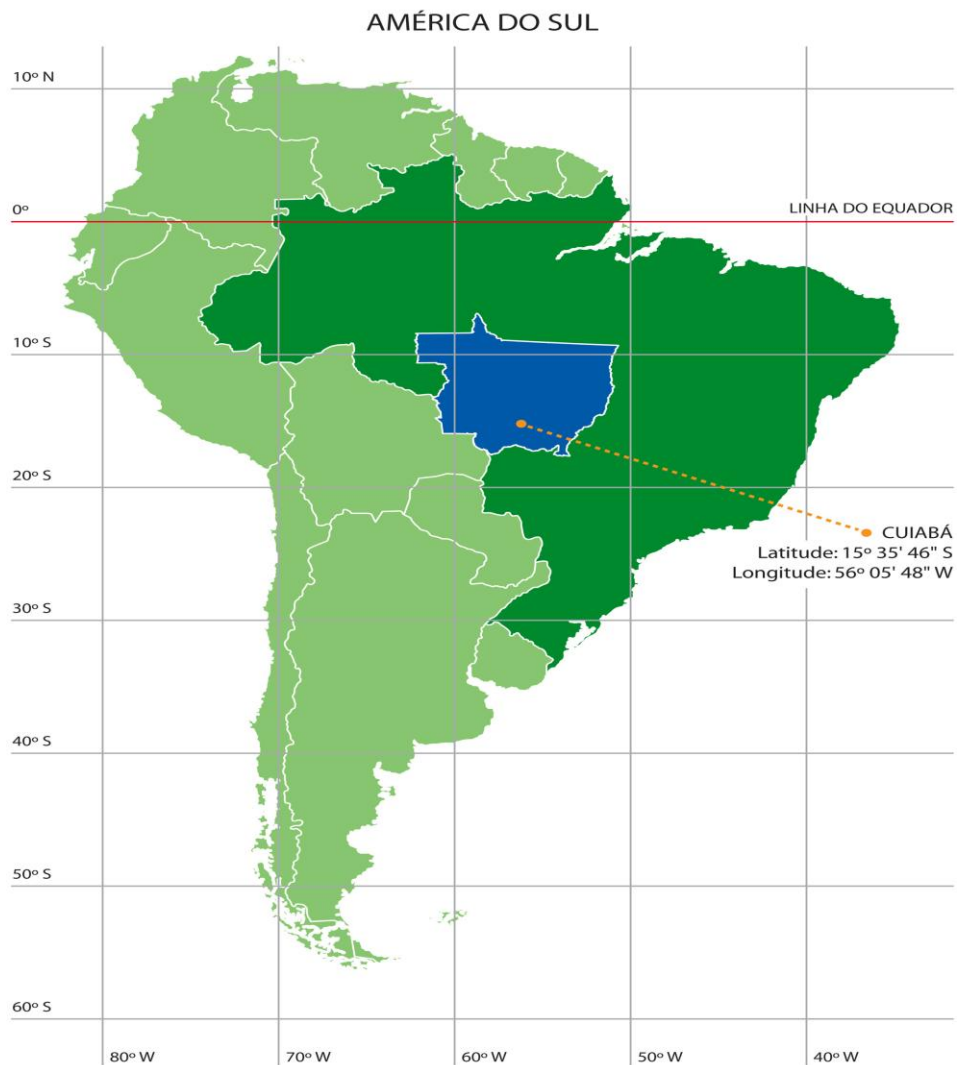 AMÉRICA DO SUL
10º N
0º
LINHA DO EQUADOR
10º S
20º S
CUIABÁ
Latitude: 15º 35' 46" S
Longitude: 56º 05' 48" W
30º S
40º S
50º S
60º S
80º W 70º W 60º W 50º W 40º W